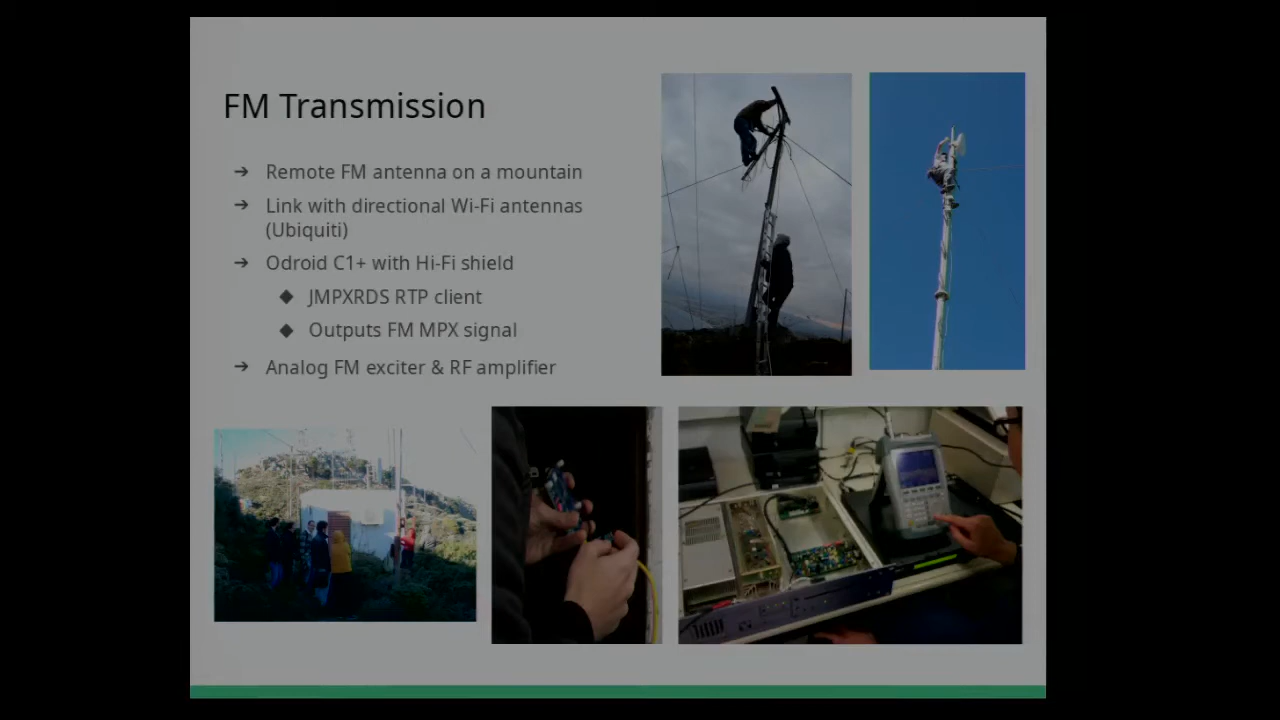 FM Transmission
➔ Remote FM antenna on a mountain
➔ Link with directional Wi-Fi antennas
(Ubiquiti)
➔ Odroid C1+ with Hi-Fi shield
◆ JMPXRDS RTP client
◆ Outputs FM MPX signal
➔ Analog FM exciter & RF amplifier